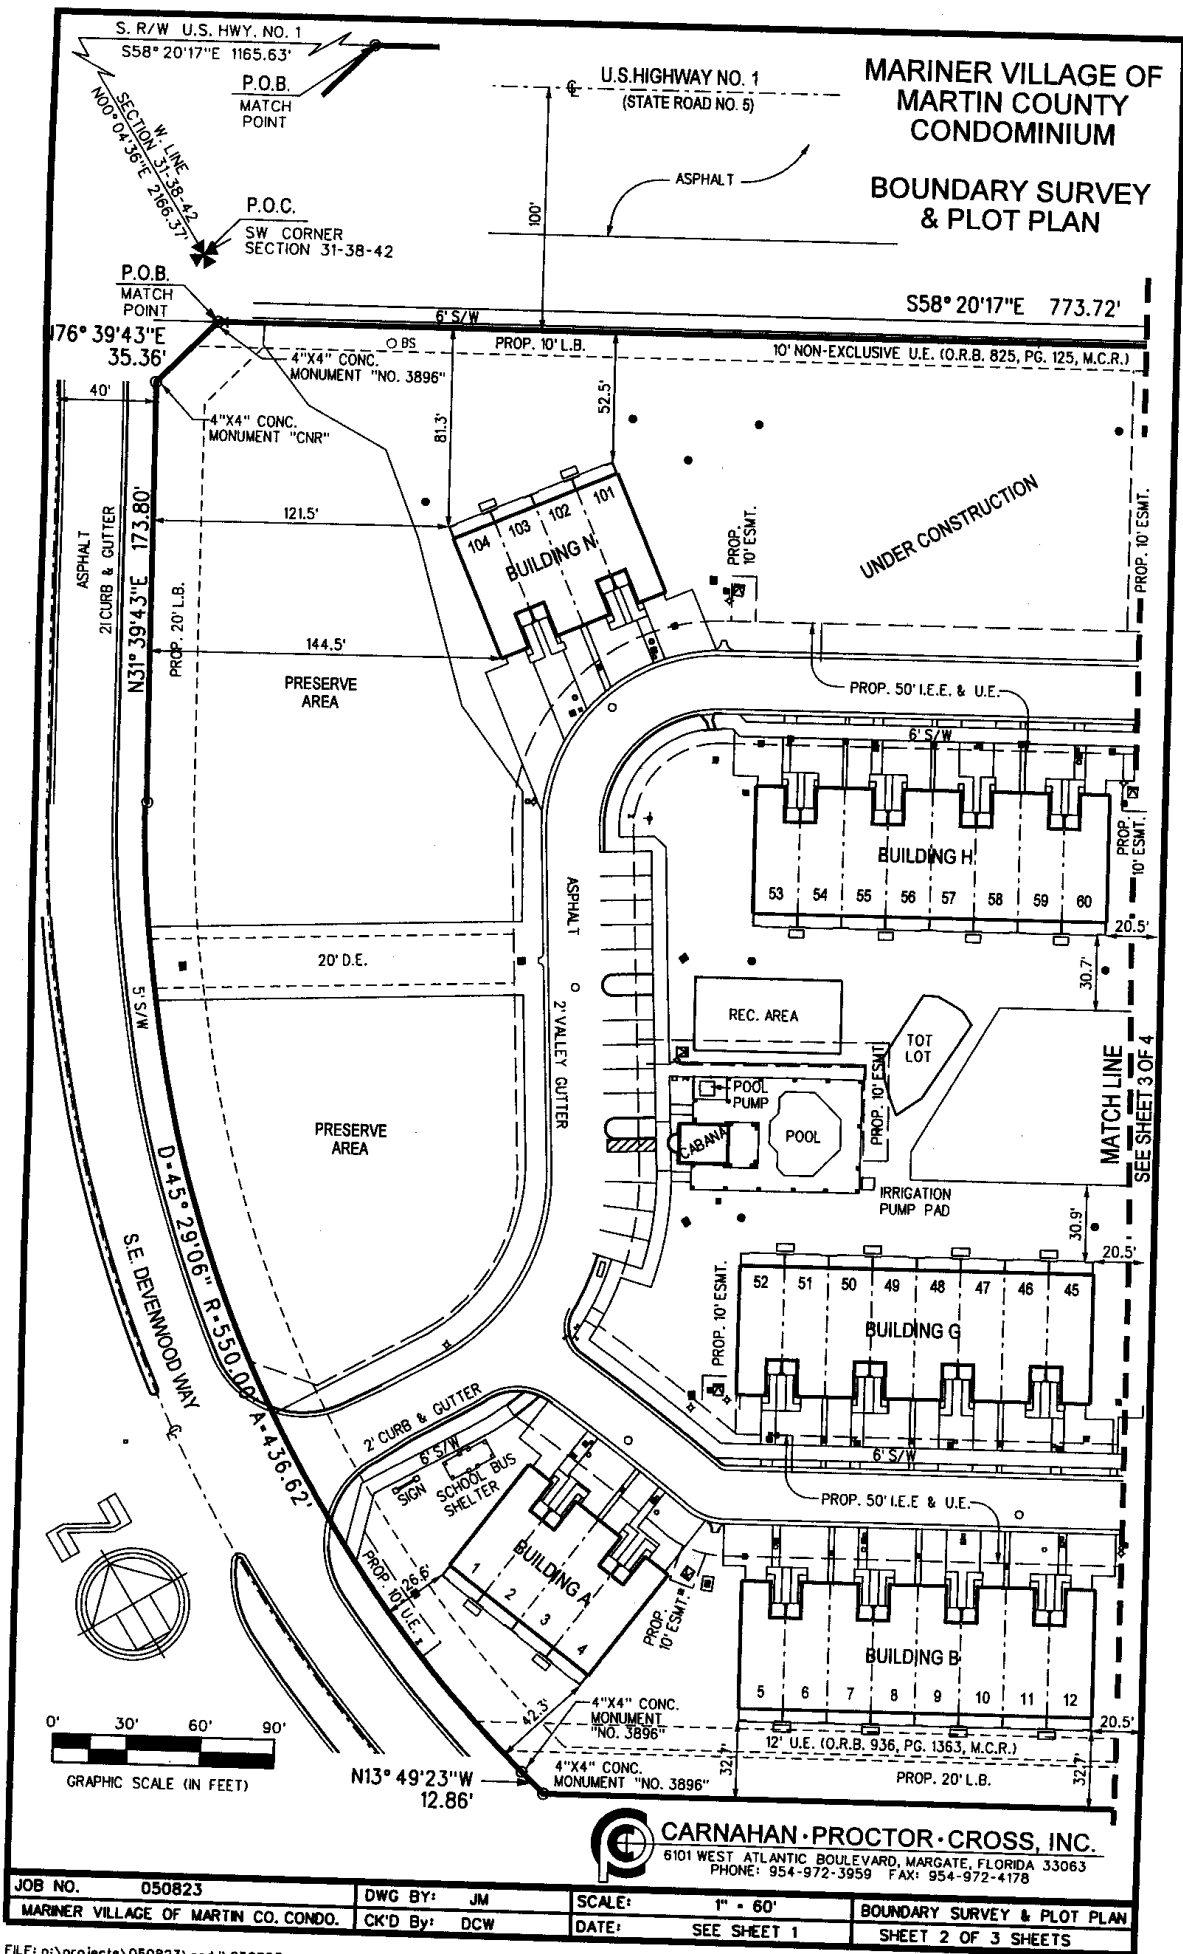 S. R/W U.S. HWY. NO. 1
S58° 20'17"E 1165.63'
P.O.B.
MATCH
POINT
W. LINE
SECTION 31-38-42
N00° 04'36"E 2166.37'
P.O.C.
SW CORNER
SECTION 31-38-42
P.O.B.
MATCH
POINT
U.S.HIGHWAY NO. 1
(STATE ROAD NO. 5)
ASPHALT
100'
MARINER VILLAGE OF
MARTIN COUNTY
CONDOMINIUM
BOUNDARY SURVEY
& PLOT PLAN
S58° 20'17"E 773.72'
N76° 39'43"E
35.36'
6' S/W
BS
PROP. 10' L.B.
10' NON-EXCLUSIVE U.E. (O.R.B. 825, PG. 125, M.C.R.)
4"X4" CONC.
MONUMENT "NO. 3896"
40'
4"X4" CONC.
MONUMENT "CNR"
81.3'
52.5'
121.5'
144.5'
ASPHALT
2' CURB & GUTTER
N31° 39'43"E 173.80'
PROP. 20' L.B.
PRESERVE
AREA
104
103
102
101
BUILDING N
PROP.
10' ESMT.
UNDER CONSTRUCTION
PROP. 10' ESMT.
PROP. 50' I.E.E. & U.E.
6' S/W
BUILDING H
53
54
55
56
57
58
59
60
PROP.
10' ESMT.
20.5'
30.7'
ASPHALT
20' D.E.
5' S/W
2' VALLEY GUTTER
REC. AREA
TOT
LOT
POOL
PUMP
CABANA
POOL
PROP. 10' ESMT
MATCH LINE
SEE SHEET 3 OF 4
PRESERVE
AREA
IRRIGATION
PUMP PAD
30.9'
20.5'
D=45° 29'06" R=550.00' A=436.62'
S.E. DEVENWOOD WAY
PROP. 10' ESMT.
52
51
50
49
48
47
46
45
BUILDING G
6' S/W
2' CURB & GUTTER
6' S/W
SIGN
SCHOOL BUS
SHELTER
PROP. 50' I.E.E & U.E.
BUILDING A
1
2
3
4
26.6'
PROP. 10' U.E.
PROP.
10' ESMT.
BUILDING B
5
6
7
8
9
10
11
12
20.5'
42.3'
4"X4" CONC.
MONUMENT
"NO. 3896"
12' U.E. (O.R.B. 936, PG. 1363, M.C.R.)
32.7'
PROP. 20' L.B.
32.7'
0' 30' 60' 90'
GRAPHIC SCALE (IN FEET)
N13° 49'23"W
12.86'
4"X4" CONC.
MONUMENT "NO. 3896"
CARNAHAN·PROCTOR·CROSS, INC.
6101 WEST ATLANTIC BOULEVARD, MARGATE, FLORIDA 33063
PHONE: 954-972-3959 FAX: 954-972-4178
JOB NO. 050823
DWG BY: JM
SCALE: 1" = 60'
BOUNDARY SURVEY & PLOT PLAN
MARINER VILLAGE OF MARTIN CO. CONDO.
CK'D By: DCW
DATE: SEE SHEET 1
SHEET 2 OF 3 SHEETS